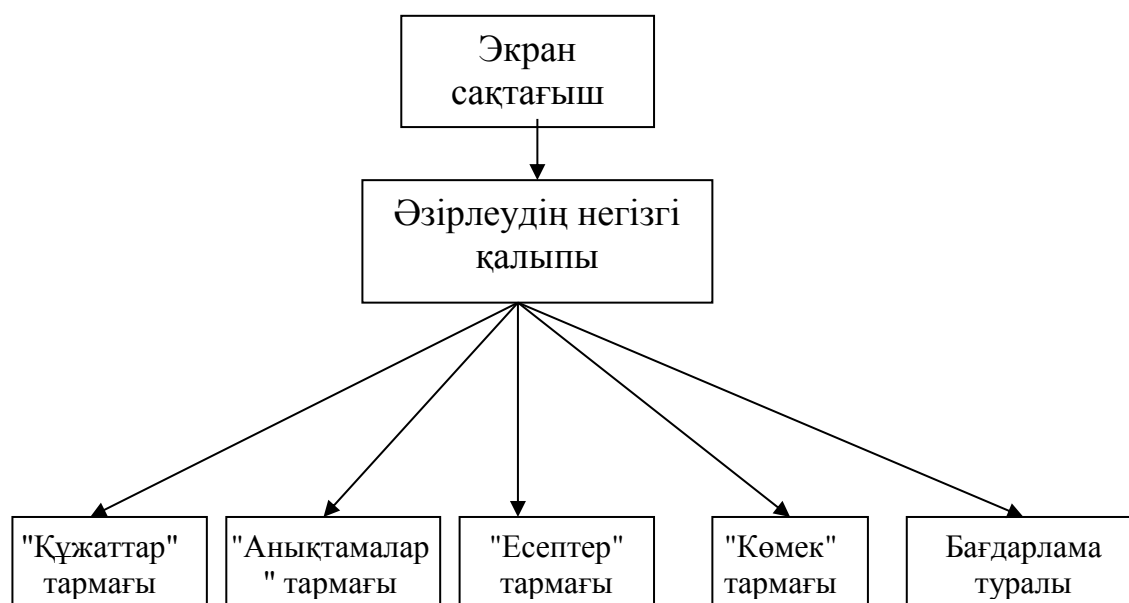 Экран
сақтағыш
Әзірлеудің негізгі
қалыпы
"Құжаттар"
тармағы
"Анықтамалар
" тармағы
"Есептер"
тармағы
"Көмек"
тармағы
Бағдарлама
туралы